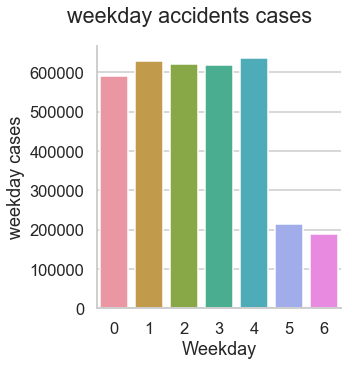 weekday accidents cases
weekday cases
600000
500000
400000
300000
200000
100000
0
0 1 2 3 4 5 6
Weekday